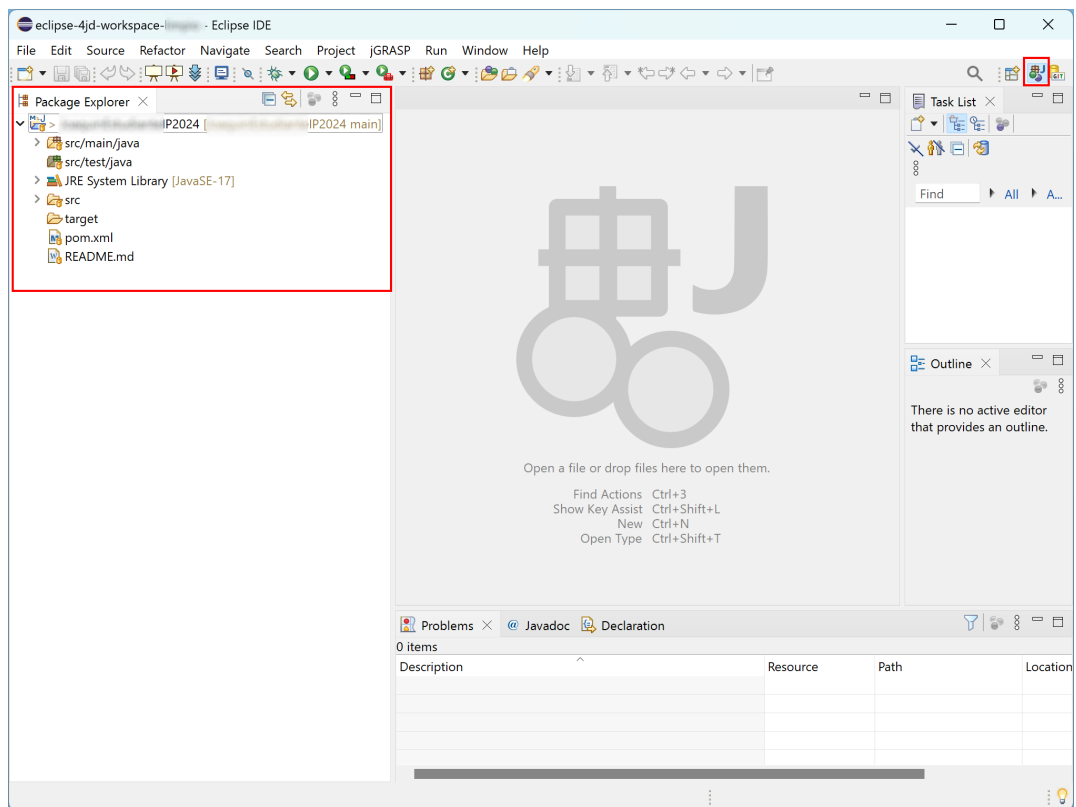 eclipse-4jd-workspace- - Eclipse IDE
File Edit Source Refactor Navigate Search Project jGRASP Run Window Help
Package Explorer
IP2024 [ IP2024 main]
src/main/java
src/test/java
JRE System Library [JavaSE-17]
src
target
pom.xml
README.md
Open a file or drop files here to open them.
Find Actions Ctrl+3
Show Key Assist Ctrl+Shift+L
New Ctrl+N
Open Type Ctrl+Shift+T
Task List
Find All A...
Outline
There is no active editor
that provides an outline.
Problems @ Javadoc Declaration
0 items
Description Resource Path Location